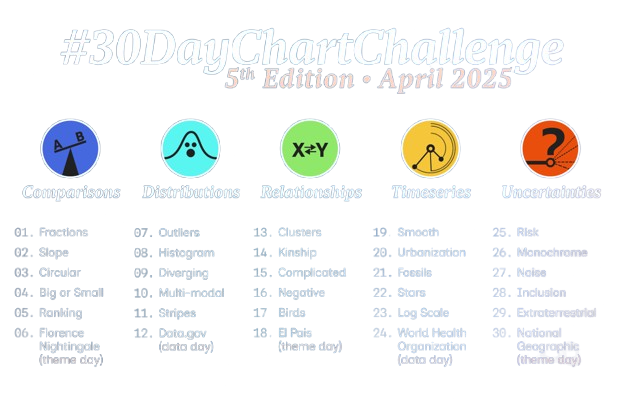 #30DayChartChallenge
5th Edition • April 2025
A B
X⇄Y
?
Comparisons
Distributions
Relationships
Timeseries
Uncertainties
01. Fractions
02. Slope
03. Circular
04. Big or Small
05. Ranking
06. Florence
Nightingale
(theme day)
07. Outliers
08. Histogram
09. Diverging
10. Multi-modal
11. Stripes
12. Data.gov
(data day)
13. Clusters
14. Kinship
15. Complicated
16. Negative
17 Birds
18. El País
(theme day)
19 Smooth
20. Urbanization
21. Fossils
22. Stars
23. Log Scale
24. World Health
Organization
(data day)
25. Risk
26. Monochrome
27. Noise
28. Inclusion
29. Extraterrestrial
30. National
Geographic
(theme day)